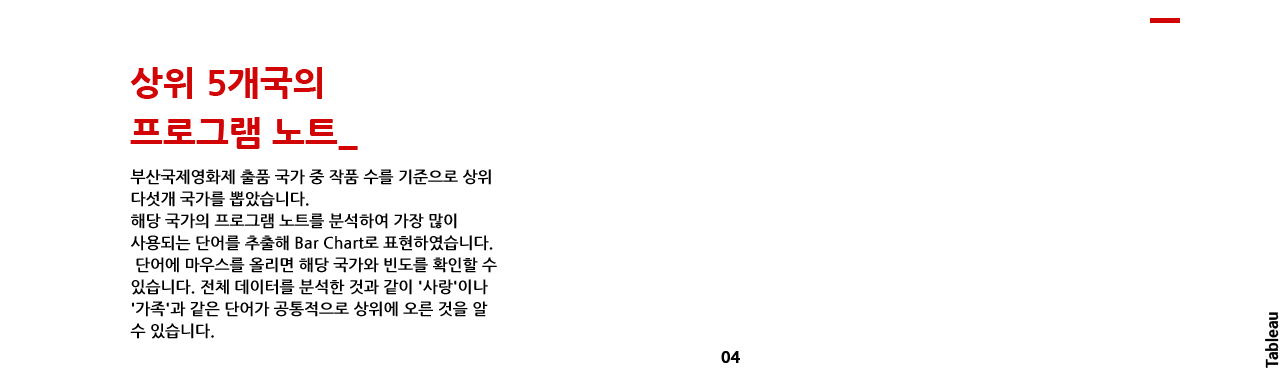 상위 5개국의
프로그램 노트_
부산국제영화제 출품 국가 중 작품 수를 기준으로 상위
다섯개 국가를 뽑았습니다.
해당 국가의 프로그램 노트를 분석하여 가장 많이
사용되는 단어를 추출해 Bar Chart로 표현하였습니다.
단어에 마우스를 올리면 해당 국가와 빈도를 확인할 수
있습니다. 전체 데이터를 분석한 것과 같이 '사랑'이나
'가족'과 같은 단어가 공통적으로 상위에 오른 것을 알
수 있습니다.
04
Tableau